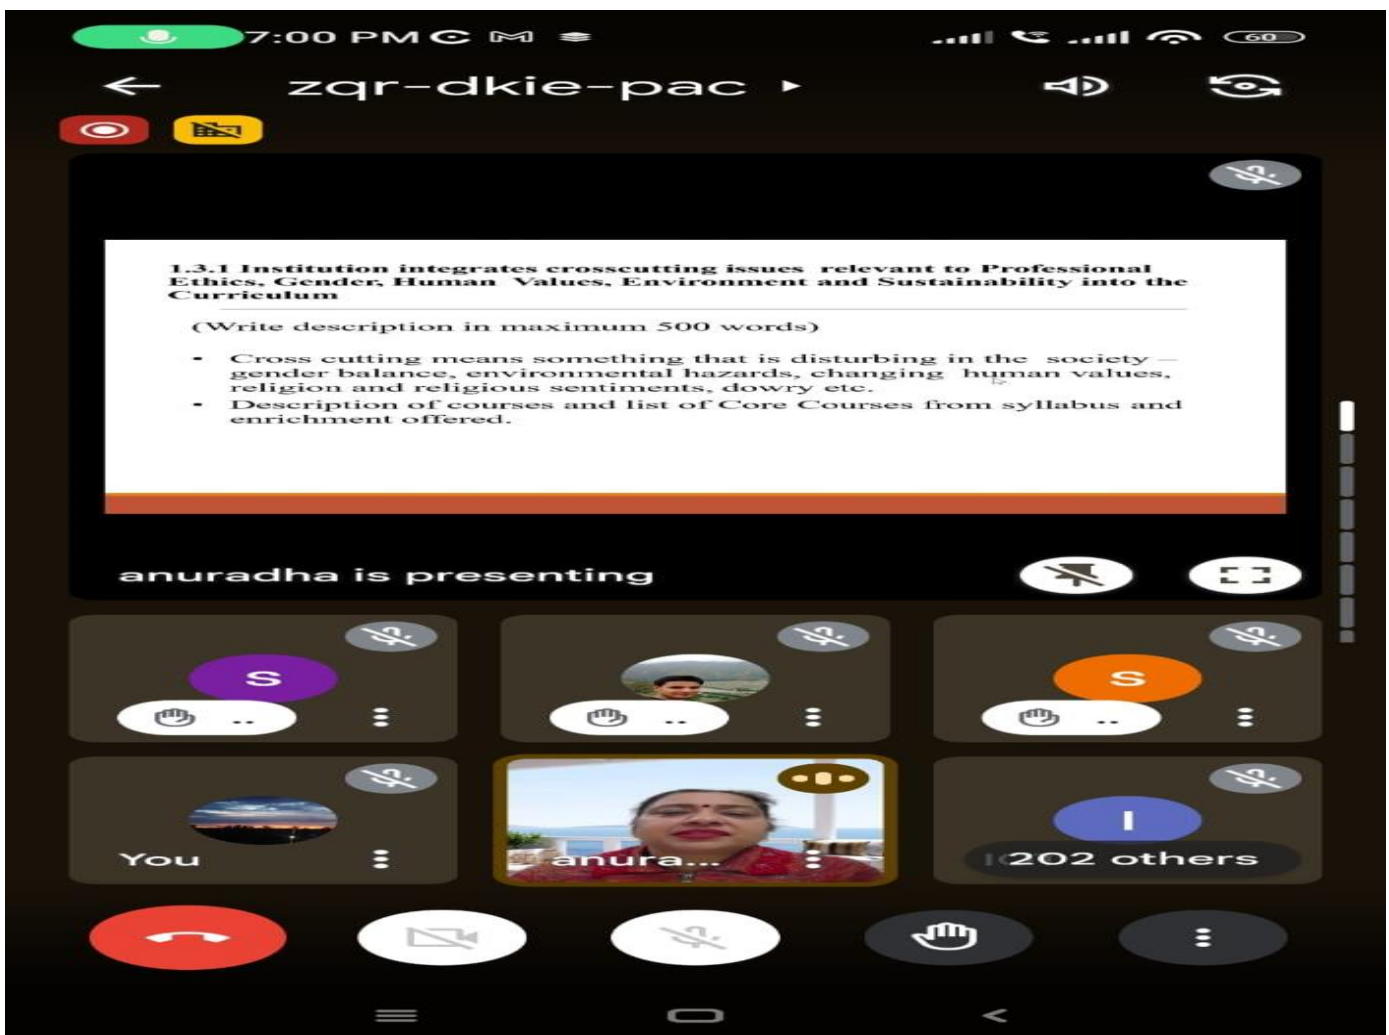 7:00 PM
60
zqr-dkie-pac
1.3.1 Institution integrates crosscutting issues relevant to Professional
Ethics, Gender, Human Values, Environment and Sustainability into the
Curriculum
(Write description in maximum 500 words)
• Cross cutting means something that is disturbing in the society –
gender balance, environmental hazards, changing human values,
religion and religious sentiments, dowry etc.
• Description of courses and list of Core Courses from syllabus and
enrichment offered.
anuradha is presenting
S
..
..
S
..
You
anura...
I
202 others